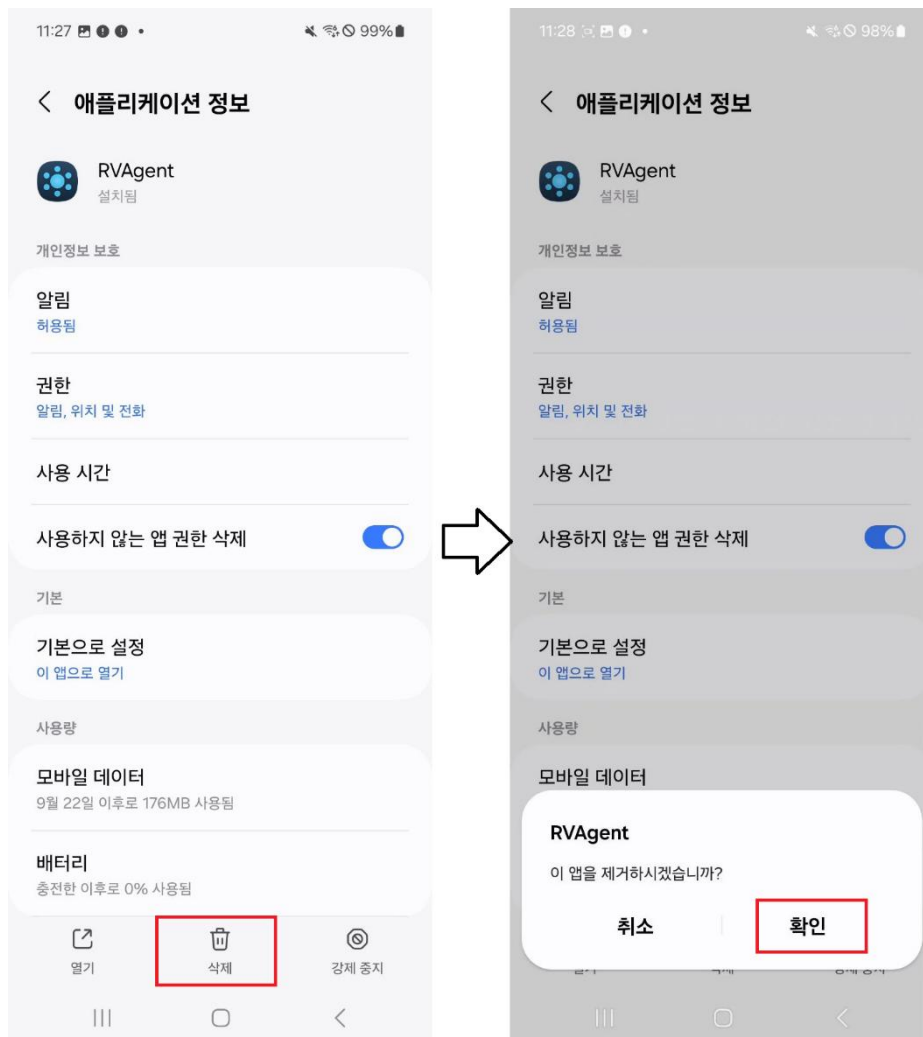 11:27
99%
애플리케이션 정보
RVAgent
설치됨
개인정보 보호
알림
허용됨
권한
알림, 위치 및 전화
사용 시간
사용하지 않는 앱 권한 삭제
기본
기본으로 설정
이 앱으로 열기
사용량
모바일 데이터
9월 22일 이후로 176MB 사용됨
배터리
충전한 이후로 0% 사용됨
열기
삭제
강제 중지
11:28
98%
애플리케이션 정보
RVAgent
설치됨
개인정보 보호
알림
허용됨
권한
알림, 위치 및 전화
사용 시간
사용하지 않는 앱 권한 삭제
기본
기본으로 설정
이 앱으로 열기
사용량
모바일 데이터
RVAgent
이 앱을 제거하시겠습니까?
취소
확인